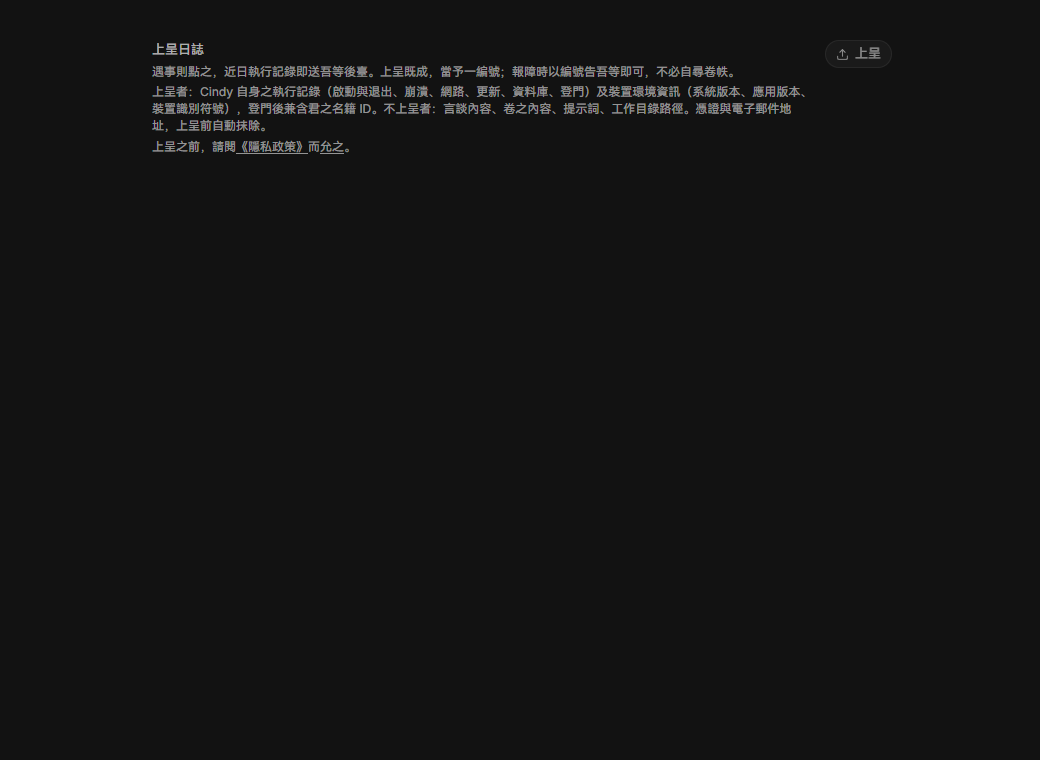 上呈日誌
上呈
遇事則點之，近日執行記錄即送吾等後臺。上呈既成，當予一編號；報障時以編號告吾等即可，不必自尋卷帙。
上呈者：Cindy 自身之執行記錄（啟動與退出、崩潰、網路、更新、資料庫、登門）及裝置環境資訊（系統版本、應用版本、
裝置識別符號），登門後兼含君之名籍 ID。不上呈者：言談內容、卷之內容、提示詞、工作目錄路徑。憑證與電子郵件地
址，上呈前自動抹除。
上呈之前，請閱《隱私政策》而允之。